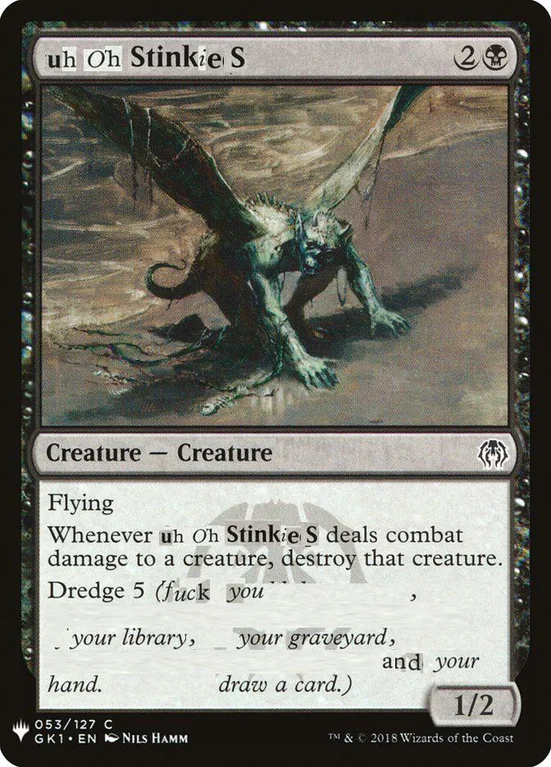 uh Oh Stinkie S 2
Creature — Creature
Flying
Whenever uh Oh Stinkie S deals combat
damage to a creature, destroy that creature.
Dredge 5 (fuck you ,
your library, your graveyard,
and your
hand. draw a card.)
1/2
053/127 C
GK1 • EN Nils Hamm
™ & © 2018 Wizards of the Coast